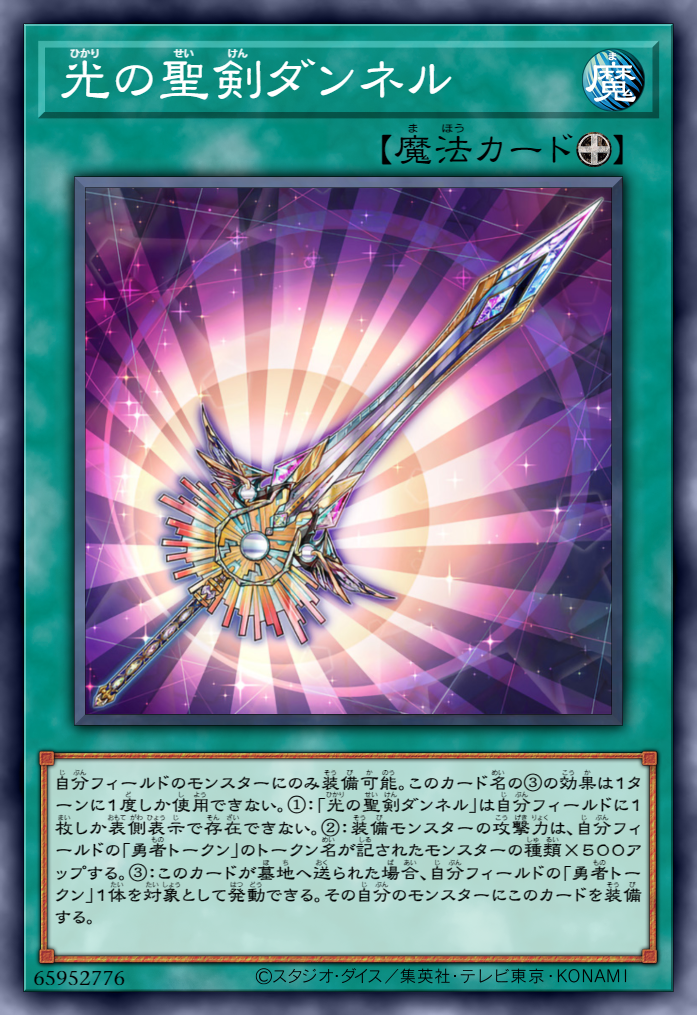 光の聖剣ダンネル
魔
【魔法カード】
自分フィールドのモンスターにのみ装備可能。このカード名の③の効果は1タ
ーンに1度しか使用できない。①:「光の聖剣ダンネル」は自分フィールドに1
枚しか表側表示で存在できない。②:装備モンスターの攻撃力は、自分フィ
ールドの「勇者トークン」のトークン名が記されたモンスターの種類×500ア
ップする。③:このカードが墓地へ送られた場合、自分フィールドの「勇者トー
クン」1体を対象として発動できる。その自分のモンスターにこのカードを装備
する。
65952776
©スタジオ・ダイス/集英社・テレビ東京・KONAMI